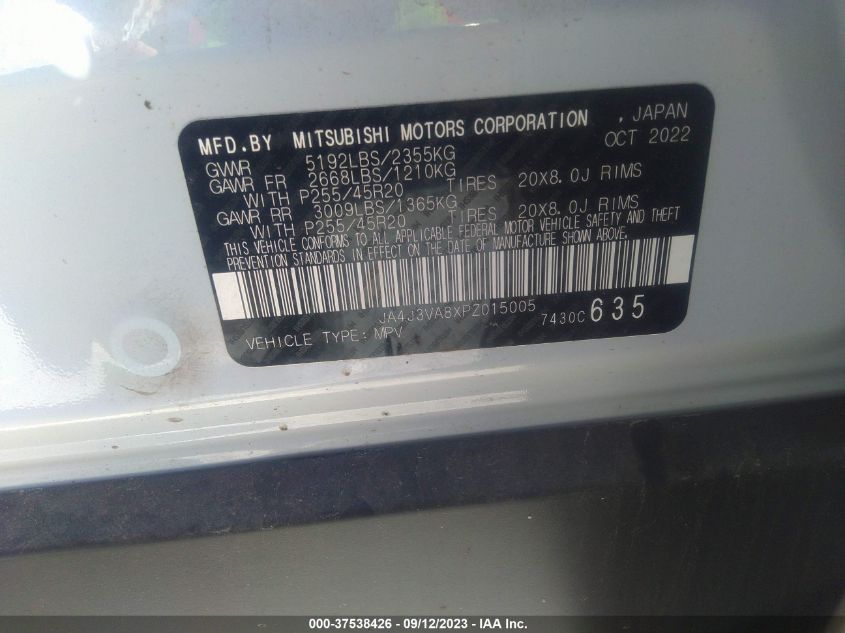 MFD.BY MITSUBISHI MOTORS CORPORATION , JAPAN
GVWR 5192LBS/2355KG OCT 2022
GAWR FR 2668LBS/1210KG
WITH P255/45R20 TIRES 20X8.0J RIMS
GAWR RR 3009LBS/1365KG
WITH P255/45R20 TIRES 20X8.0J RIMS
THIS VEHICLE CONFORMS TO ALL APPLICABLE FEDERAL MOTOR VEHICLE SAFETY AND THEFT
PREVENTION STANDARDS IN EFFECT ON THE DATE OF MANUFACTURE SHOWN ABOVE.
JA4J3VA8XPZ015005
VEHICLE TYPE: MPV 7430C 635
000-37538426 - 09/12/2023 - IAA Inc.